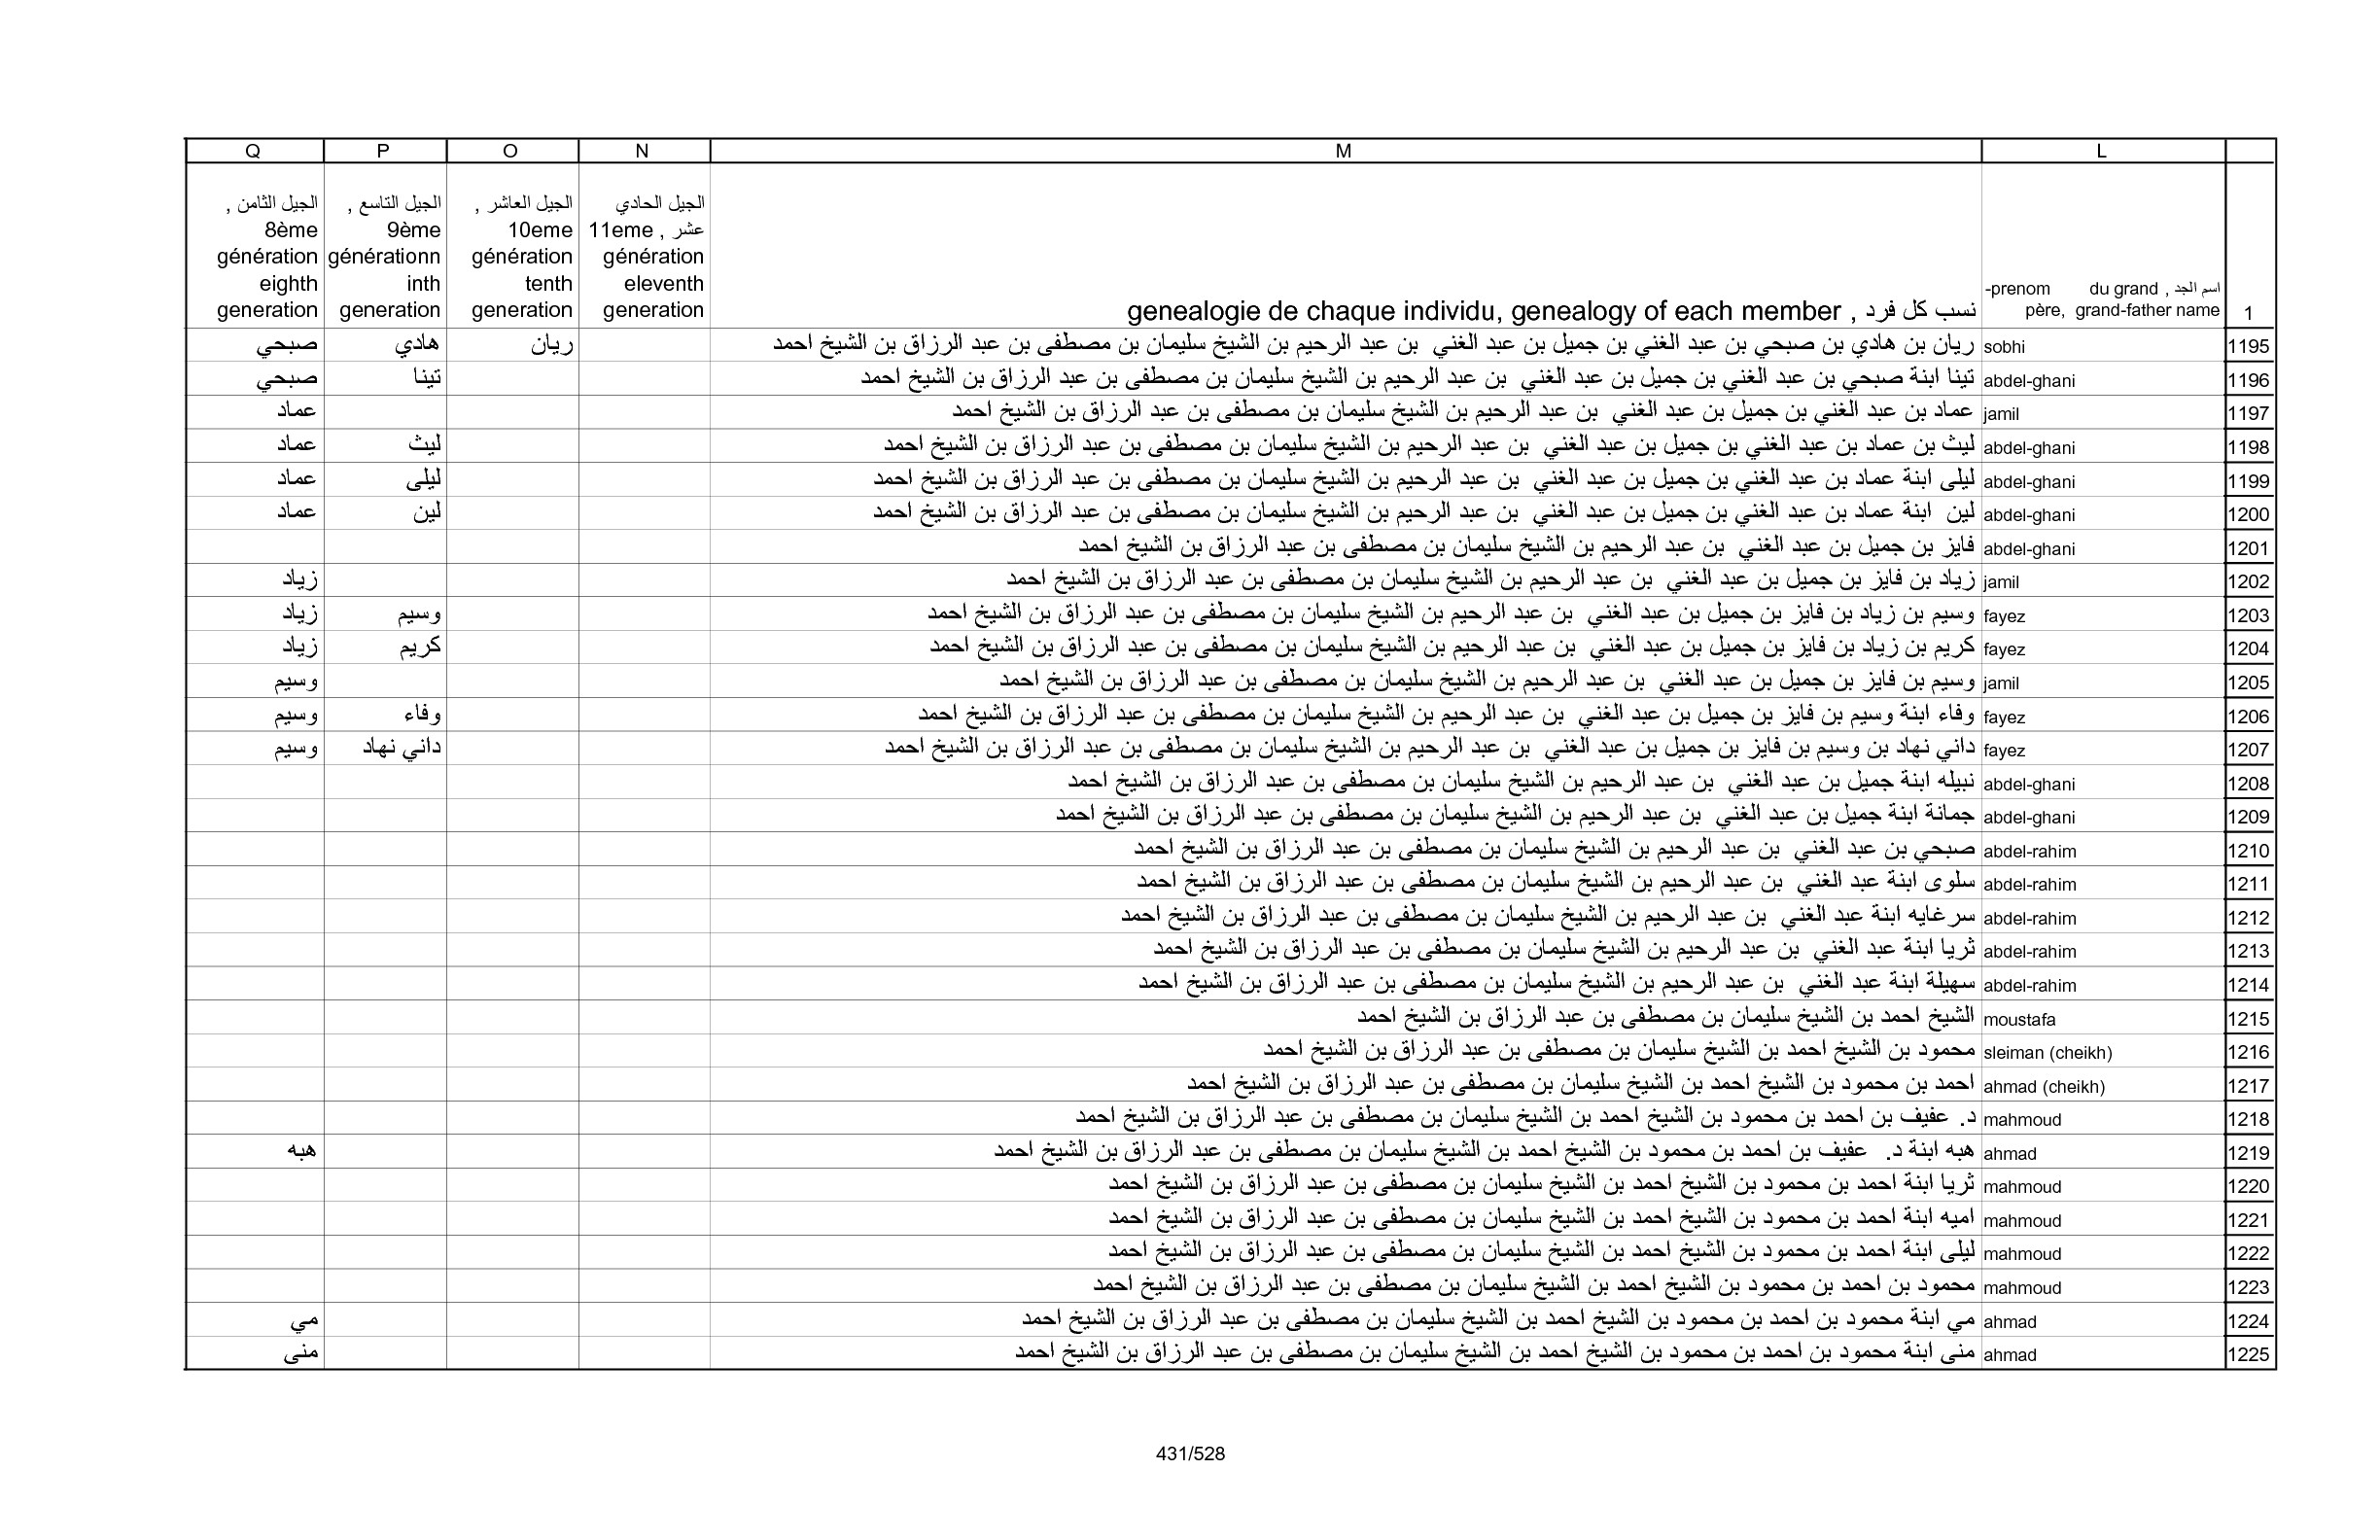 L M N O P Q
1 اسم الجد , prenom du grand-père, grand-father name نسب كل فرد , genealogie de chaque individu, genealogy of each member الجيل الحادي عشر , 11eme génération eleventh generation الجيل العاشر , 10eme génération tenth generation الجيل التاسع , 9ème générationn inth generation الجيل الثامن , 8ème génération eighth generation
1195 sobhi ريان بن هادي بن صبحي بن عبد الغني بن جميل بن عبد الغني بن عبد الرحيم بن الشيخ سليمان بن مصطفى بن عبد الرزاق بن الشيخ احمد ريان هادي صبحي
1196 abdel-ghani تينا ابنة صبحي بن عبد الغني بن جميل بن عبد الغني بن عبد الرحيم بن الشيخ سليمان بن مصطفى بن عبد الرزاق بن الشيخ احمد تينا صبحي
1197 jamil عماد بن عبد الغني بن جميل بن عبد الغني بن عبد الرحيم بن الشيخ سليمان بن مصطفى بن عبد الرزاق بن الشيخ احمد عماد
1198 abdel-ghani ليث بن عماد بن عبد الغني بن جميل بن عبد الغني بن عبد الرحيم بن الشيخ سليمان بن مصطفى بن عبد الرزاق بن الشيخ احمد ليث عماد
1199 abdel-ghani ليلى ابنة عماد بن عبد الغني بن جميل بن عبد الغني بن عبد الرحيم بن الشيخ سليمان بن مصطفى بن عبد الرزاق بن الشيخ احمد ليلى عماد
1200 abdel-ghani لين ابنة عماد بن عبد الغني بن جميل بن عبد الغني بن عبد الرحيم بن الشيخ سليمان بن مصطفى بن عبد الرزاق بن الشيخ احمد لين عماد
1201 abdel-ghani فايز بن جميل بن عبد الغني بن عبد الرحيم بن الشيخ سليمان بن مصطفى بن عبد الرزاق بن الشيخ احمد
1202 jamil زياد بن فايز بن جميل بن عبد الغني بن عبد الرحيم بن الشيخ سليمان بن مصطفى بن عبد الرزاق بن الشيخ احمد زياد
1203 fayez وسيم بن زياد بن فايز بن جميل بن عبد الغني بن عبد الرحيم بن الشيخ سليمان بن مصطفى بن عبد الرزاق بن الشيخ احمد وسيم زياد
1204 fayez كريم بن زياد بن فايز بن جميل بن عبد الغني بن عبد الرحيم بن الشيخ سليمان بن مصطفى بن عبد الرزاق بن الشيخ احمد كريم زياد
1205 jamil وسيم بن فايز بن جميل بن عبد الغني بن عبد الرحيم بن الشيخ سليمان بن مصطفى بن عبد الرزاق بن الشيخ احمد وسيم
1206 fayez وفاء ابنة وسيم بن فايز بن جميل بن عبد الغني بن عبد الرحيم بن الشيخ سليمان بن مصطفى بن عبد الرزاق بن الشيخ احمد وفاء وسيم
1207 fayez داني نهاد بن وسيم بن فايز بن جميل بن عبد الغني بن عبد الرحيم بن الشيخ سليمان بن مصطفى بن عبد الرزاق بن الشيخ احمد داني نهاد وسيم
1208 abdel-ghani نبيله ابنة جميل بن عبد الغني بن عبد الرحيم بن الشيخ سليمان بن مصطفى بن عبد الرزاق بن الشيخ احمد
1209 abdel-ghani جمانة ابنة جميل بن عبد الغني بن عبد الرحيم بن الشيخ سليمان بن مصطفى بن عبد الرزاق بن الشيخ احمد
1210 abdel-rahim صبحي بن عبد الغني بن عبد الرحيم بن الشيخ سليمان بن مصطفى بن عبد الرزاق بن الشيخ احمد
1211 abdel-rahim سلوى ابنة عبد الغني بن عبد الرحيم بن الشيخ سليمان بن مصطفى بن عبد الرزاق بن الشيخ احمد
1212 abdel-rahim سرغايه ابنة عبد الغني بن عبد الرحيم بن الشيخ سليمان بن مصطفى بن عبد الرزاق بن الشيخ احمد
1213 abdel-rahim ثريا ابنة عبد الغني بن عبد الرحيم بن الشيخ سليمان بن مصطفى بن عبد الرزاق بن الشيخ احمد
1214 abdel-rahim سهيلة ابنة عبد الغني بن عبد الرحيم بن الشيخ سليمان بن مصطفى بن عبد الرزاق بن الشيخ احمد
1215 moustafa الشيخ احمد بن الشيخ سليمان بن مصطفى بن عبد الرزاق بن الشيخ احمد
1216 sleiman (cheikh) محمود بن الشيخ احمد بن الشيخ سليمان بن مصطفى بن عبد الرزاق بن الشيخ احمد
1217 ahmad (cheikh) احمد بن محمود بن الشيخ احمد بن الشيخ سليمان بن مصطفى بن عبد الرزاق بن الشيخ احمد
1218 mahmoud د. عفيف بن احمد بن محمود بن الشيخ احمد بن الشيخ سليمان بن مصطفى بن عبد الرزاق بن الشيخ احمد
1219 ahmad هبه ابنة د. عفيف بن احمد بن محمود بن الشيخ احمد بن الشيخ سليمان بن مصطفى بن عبد الرزاق بن الشيخ احمد هبه
1220 mahmoud ثريا ابنة احمد بن محمود بن الشيخ احمد بن الشيخ سليمان بن مصطفى بن عبد الرزاق بن الشيخ احمد
1221 mahmoud اميه ابنة احمد بن محمود بن الشيخ احمد بن الشيخ سليمان بن مصطفى بن عبد الرزاق بن الشيخ احمد
1222 mahmoud ليلى ابنة احمد بن محمود بن الشيخ احمد بن الشيخ سليمان بن مصطفى بن عبد الرزاق بن الشيخ احمد
1223 mahmoud محمود بن احمد بن محمود بن الشيخ احمد بن الشيخ سليمان بن مصطفى بن عبد الرزاق بن الشيخ احمد
1224 ahmad مي ابنة محمود بن احمد بن محمود بن الشيخ احمد بن الشيخ سليمان بن مصطفى بن عبد الرزاق بن الشيخ احمد مي
1225 ahmad منى ابنة محمود بن احمد بن محمود بن الشيخ احمد بن الشيخ سليمان بن مصطفى بن عبد الرزاق بن الشيخ احمد منى
431/528